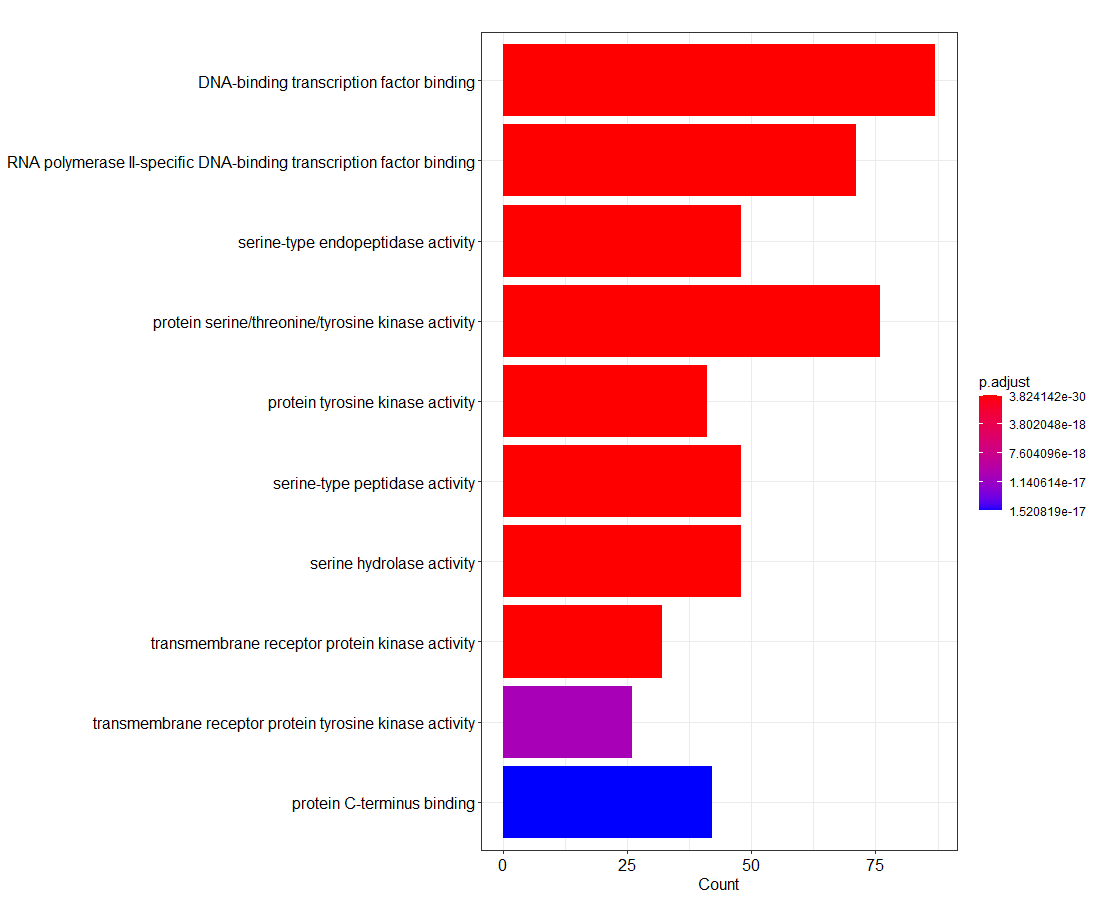 DNA-binding transcription factor binding
RNA polymerase II-specific DNA-binding transcription factor binding
serine-type endopeptidase activity
protein serine/threonine/tyrosine kinase activity
protein tyrosine kinase activity
serine-type peptidase activity
serine hydrolase activity
transmembrane receptor protein kinase activity
transmembrane receptor protein tyrosine kinase activity
protein C-terminus binding
0 25 50 75
Count
p.adjust
3.824142e-30
3.802048e-18
7.604096e-18
1.140614e-17
1.520819e-17